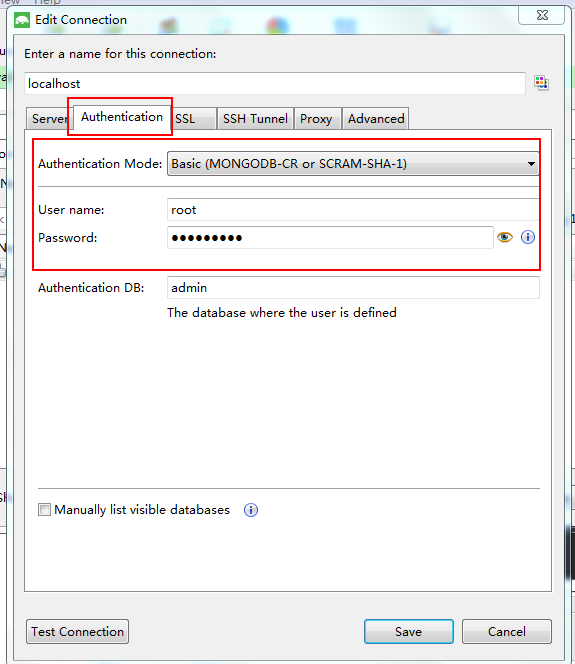 View Help
Edit Connection
Enter a name for this connection:
localhost
Server Authentication SSL SSH Tunnel Proxy Advanced
Authentication Mode: Basic (MONGODB-CR or SCRAM-SHA-1)
User name: root
Password: ●●●●●●●●●
Authentication DB: admin
The database where the user is defined
Manually list visible databases
Test Connection Save Cancel